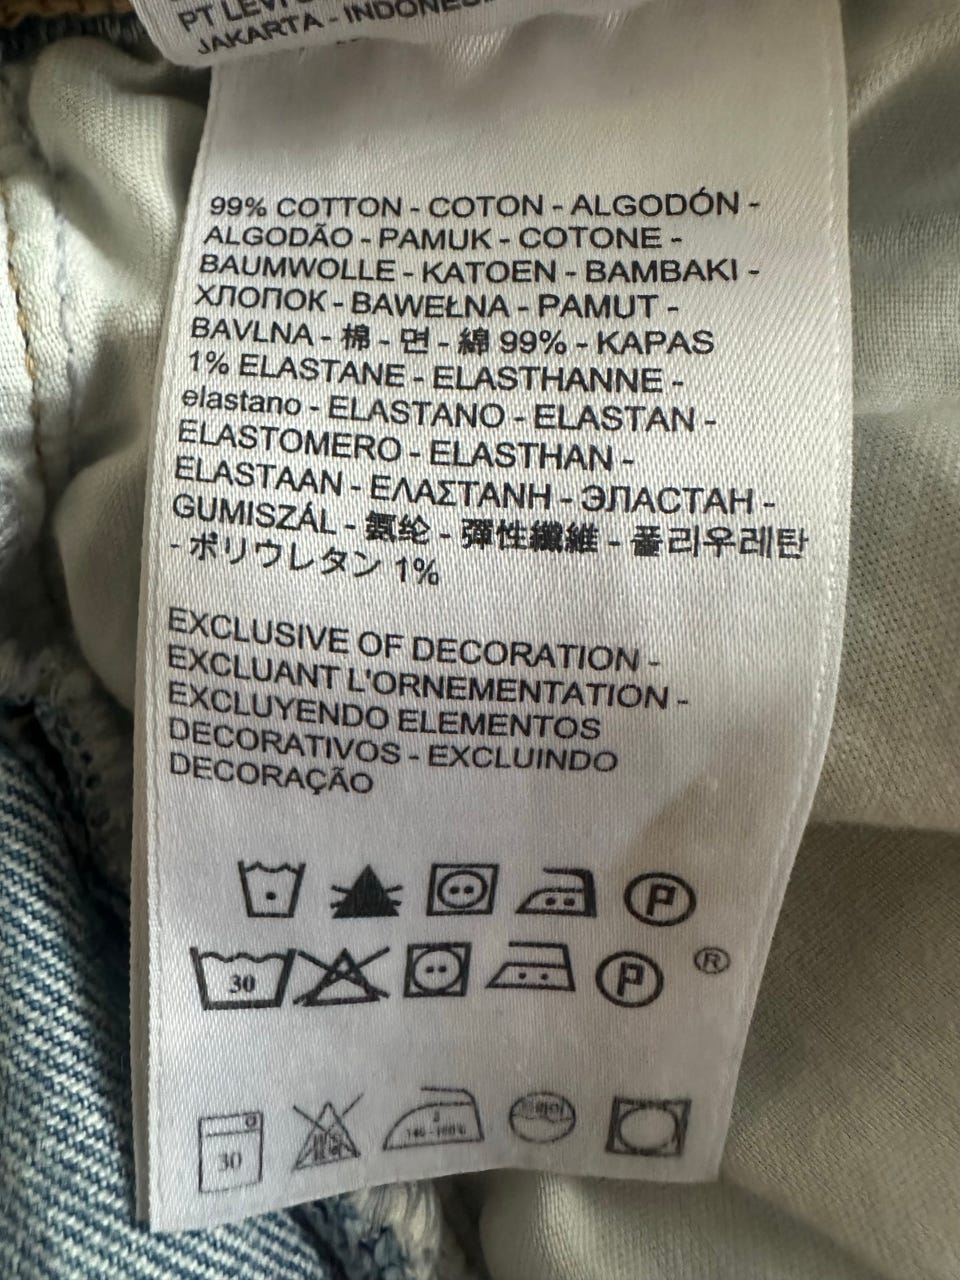 PT LEVI
JAKARTA - INDONES
99% COTTON - COTON - ALGODÓN -
ALGODÃO - PAMUK - COTONE -
BAUMWOLLE - KATOEN - BAMBAKI -
ХЛОПОК - BAWEŁNA - PAMUT -
BAVLNA - 棉 - 면 - 綿 99% - KAPAS
1% ELASTANE - ELASTHANNE -
elastano - ELASTANO - ELASTAN -
ELASTOMERO - ELASTHAN -
ELASTAAN - ΕΛΑΣΤΑΝΗ - ЭЛАСТАН -
GUMISZÁL - 氨纶 - 彈性纖維 - 폴리우레탄
- ポリウレタン 1%
EXCLUSIVE OF DECORATION -
EXCLUANT L'ORNEMENTATION -
EXCLUYENDO ELEMENTOS
DECORATIVOS - EXCLUINDO
DECORAÇÃO
P
30 P ®
30